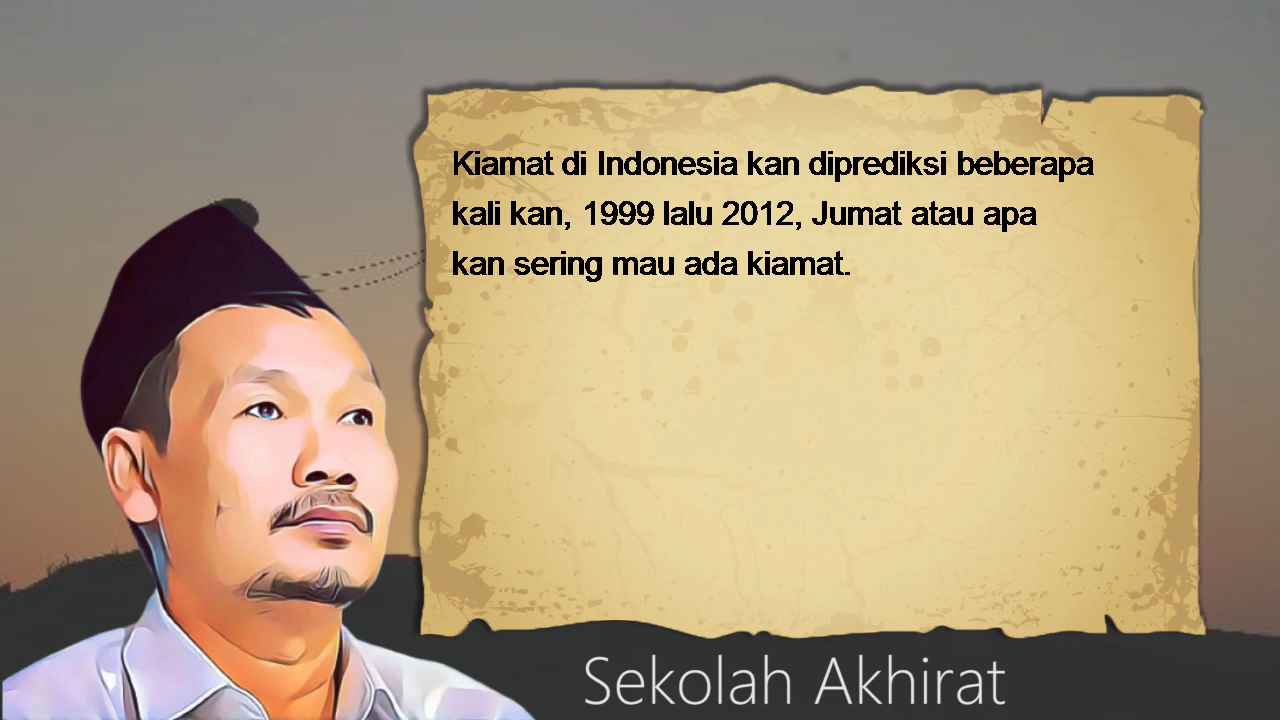 Kiamat di Indonesia kan diprediksi beberapa
kali kan, 1999 lalu 2012, Jumat atau apa
kan sering mau ada kiamat.
Sekolah Akhirat